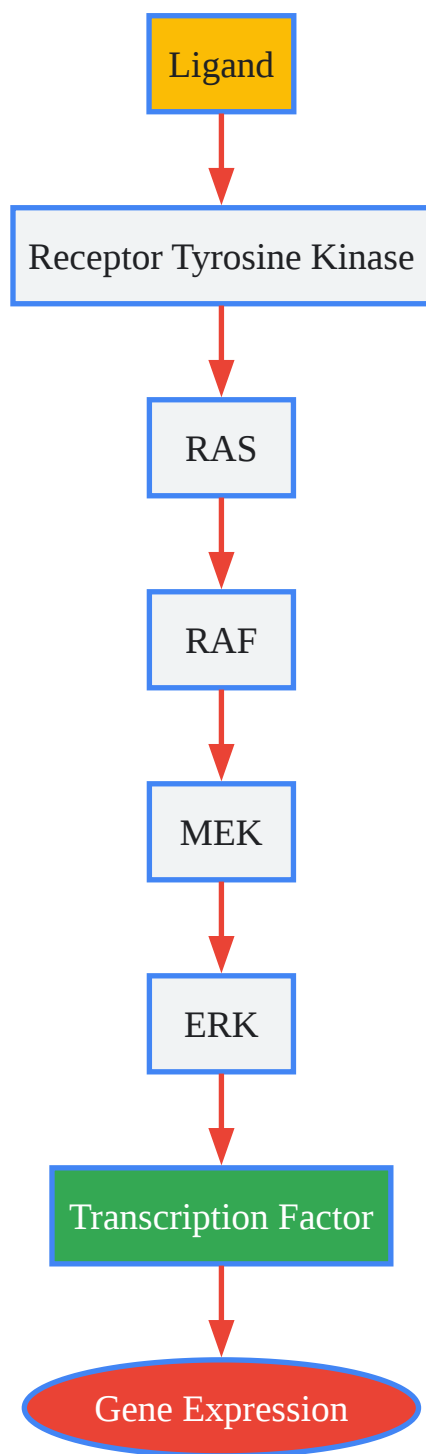 Ligand
Receptor Tyrosine Kinase
RAS
RAF
MEK
ERK
Transcription Factor
Gene Expression